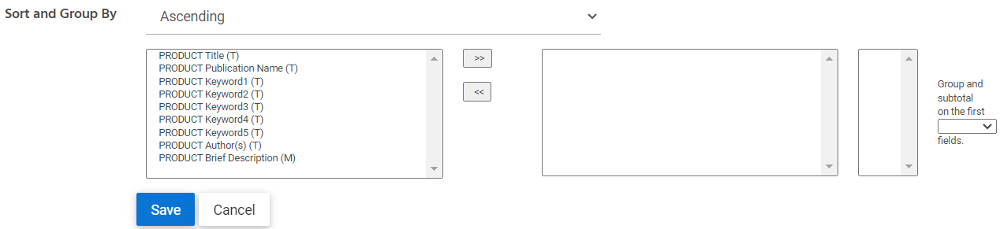 Sort and Group By
Ascending
PRODUCT Title (T)
PRODUCT Publication Name (T)
PRODUCT Keyword1 (T)
PRODUCT Keyword2 (T)
PRODUCT Keyword3 (T)
PRODUCT Keyword4 (T)
PRODUCT Keyword5 (T)
PRODUCT Author(s) (T)
PRODUCT Brief Description (M)
>>
<<
Group and
subtotal
on the first
fields.
Save
Cancel